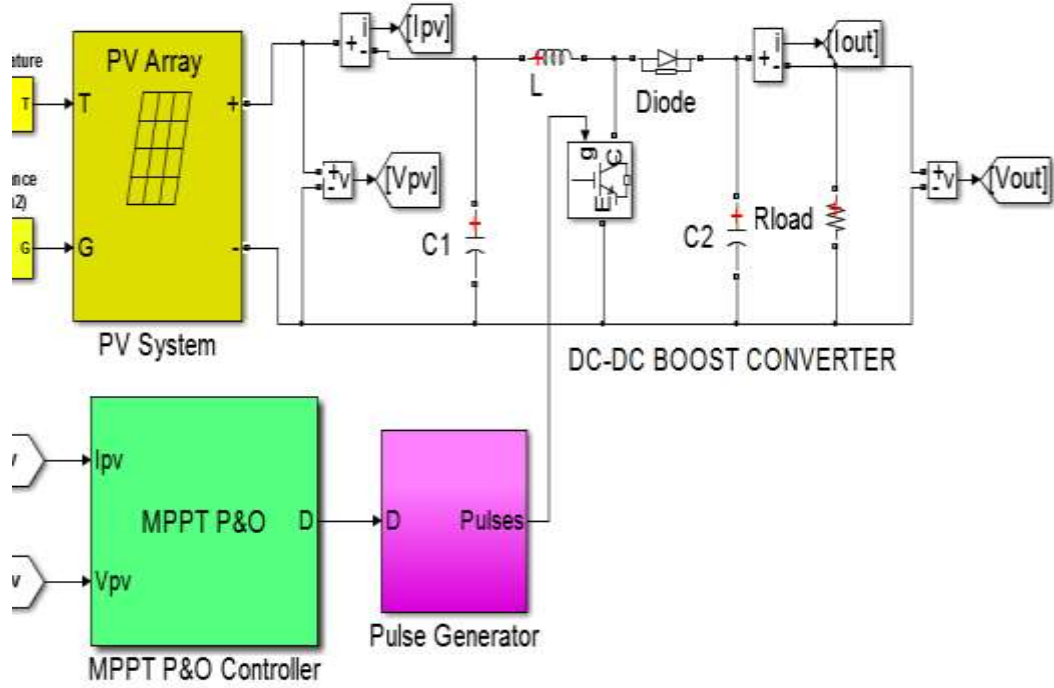 [Ipv]
i
+
-
[Iout]
i
+
-
ature
T
PV Array
T
+
L
Diode
g
C
E
[Vpv]
+
-
v
[Vout]
+
-
v
ance
2)
G
G
-
C1
C2
Rload
PV System
DC-DC BOOST CONVERTER
v
Ipv
MPPT P&O
D
D
Pulses
v
Vpv
Pulse Generator
MPPT P&O Controller